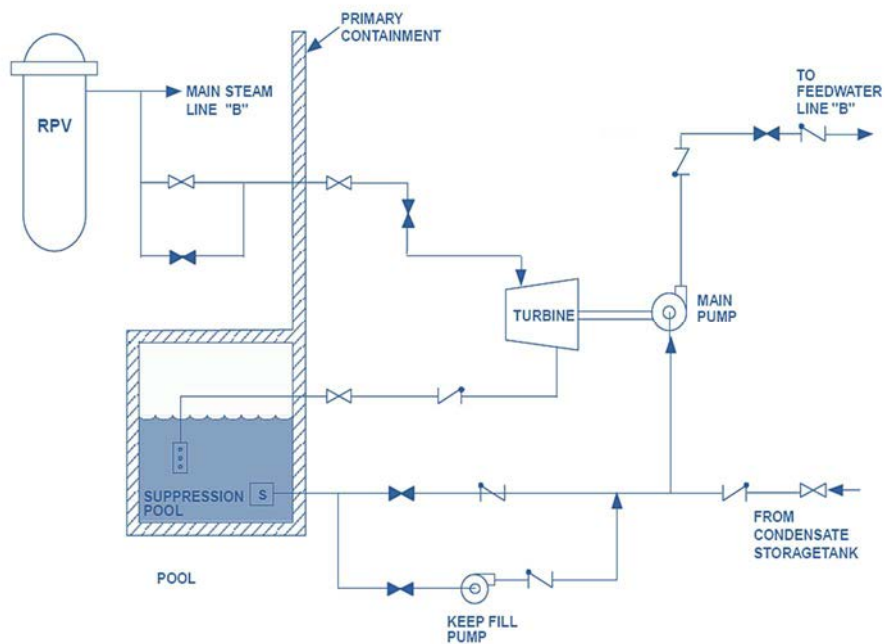 PRIMARY
CONTAINMENT
MAIN STEAM
LINE "B"
TO
FEEDWATER
LINE "B"
RPV
TURBINE
MAIN
PUMP
SUPPRESSION
POOL
S
FROM
CONDENSATE
STORAGETANK
POOL
KEEP FILL
PUMP